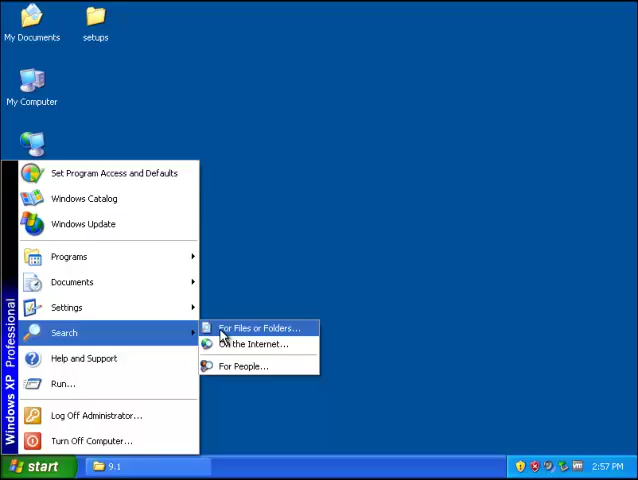 My Documents
setups
My Computer
Set Program Access and Defaults
Windows Catalog
Windows Update
Programs
Documents
Settings
Search
For Files or Folders...
On the Internet...
For People...
Help and Support
Run...
Log Off Administrator...
Turn Off Computer...
Windows XP Professional
start
9.1
2:57 PM